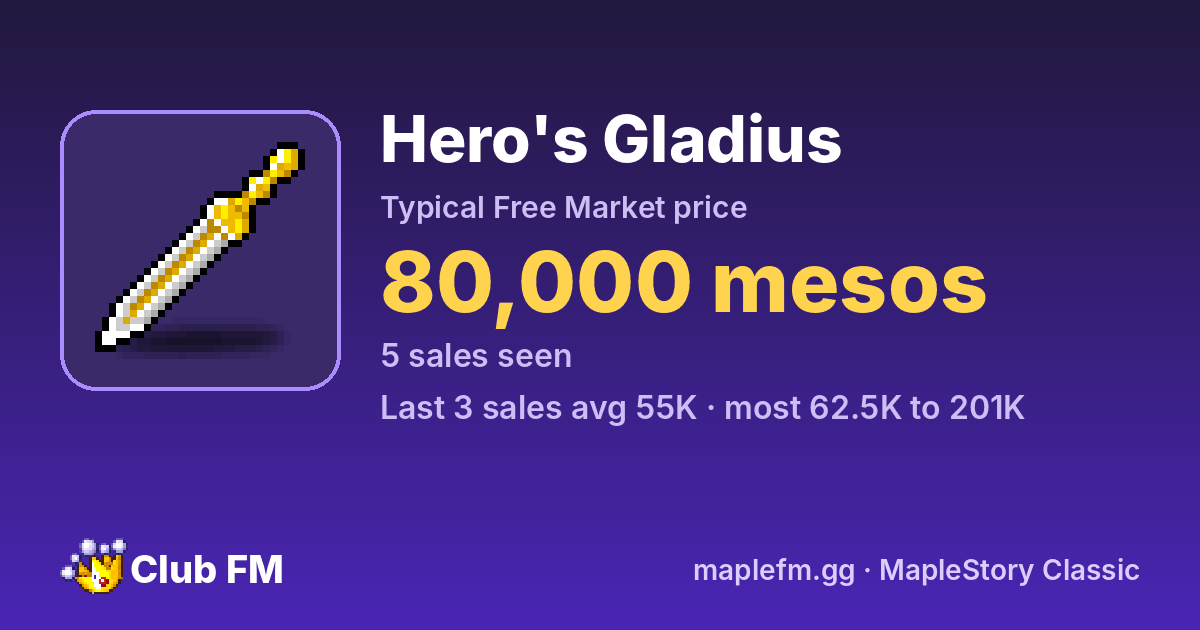 Hero's Gladius
Typical Free Market price
80,000 mesos
5 sales seen
Last 3 sales avg 55K · most 62.5K to 201K
Club FM
maplefm.gg · MapleStory Classic